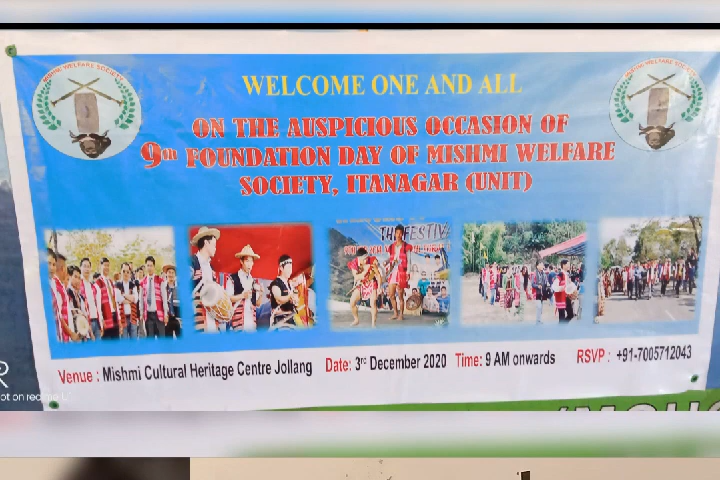 MISHMI WELFARE SOCIETY
MISHMI WELFARE SOCIETY
WELCOME ONE AND ALL
ON THE AUSPICIOUS OCCASION OF
9th FOUNDATION DAY OF MISHMI WELFARE
SOCIETY, ITANAGAR (UNIT)
THE FESTIV
Venue : Mishmi Cultural Heritage Centre Jollang Date: 3rd December 2020 Time: 9 AM onwards RSVP : +91-7005712043